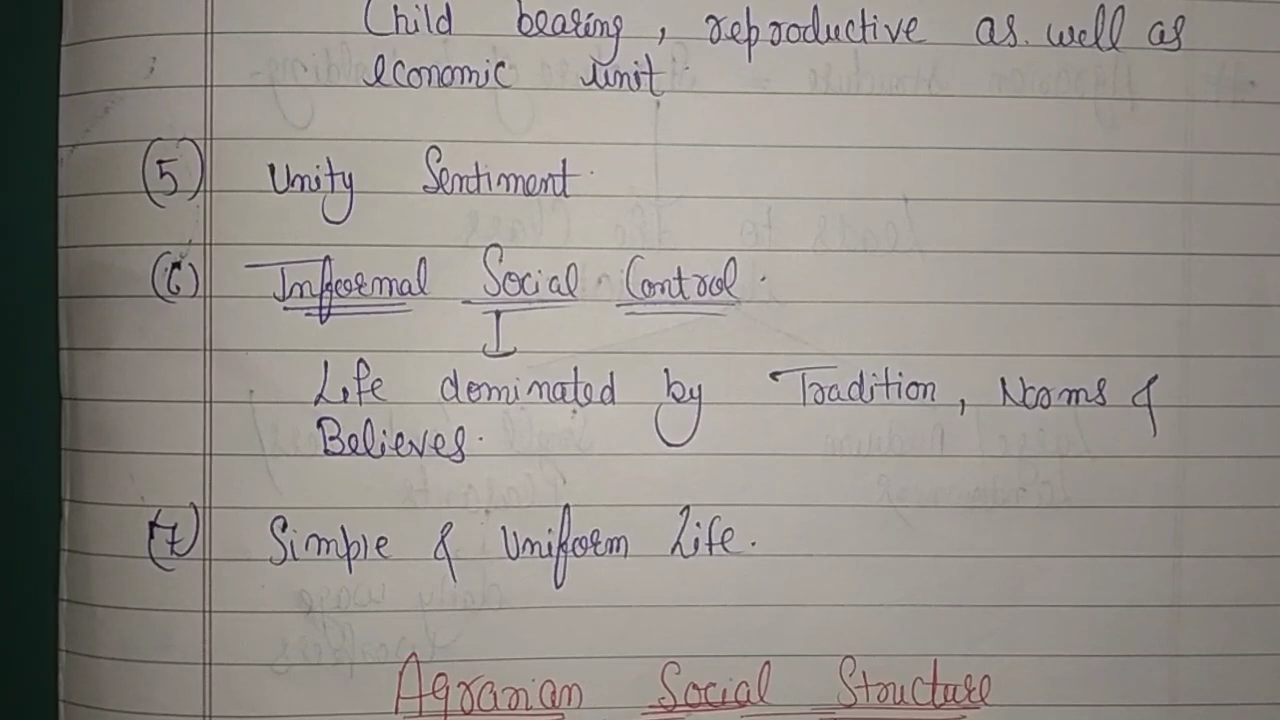 Child bearing, reproductive as well as
economic unit.
(5) Unity Sentiment.
(6) Informal Social Control.
Life dominated by Tradition, Norms &
Believes.
(7) Simple & Uniform Life.
Agrarian Social Structure